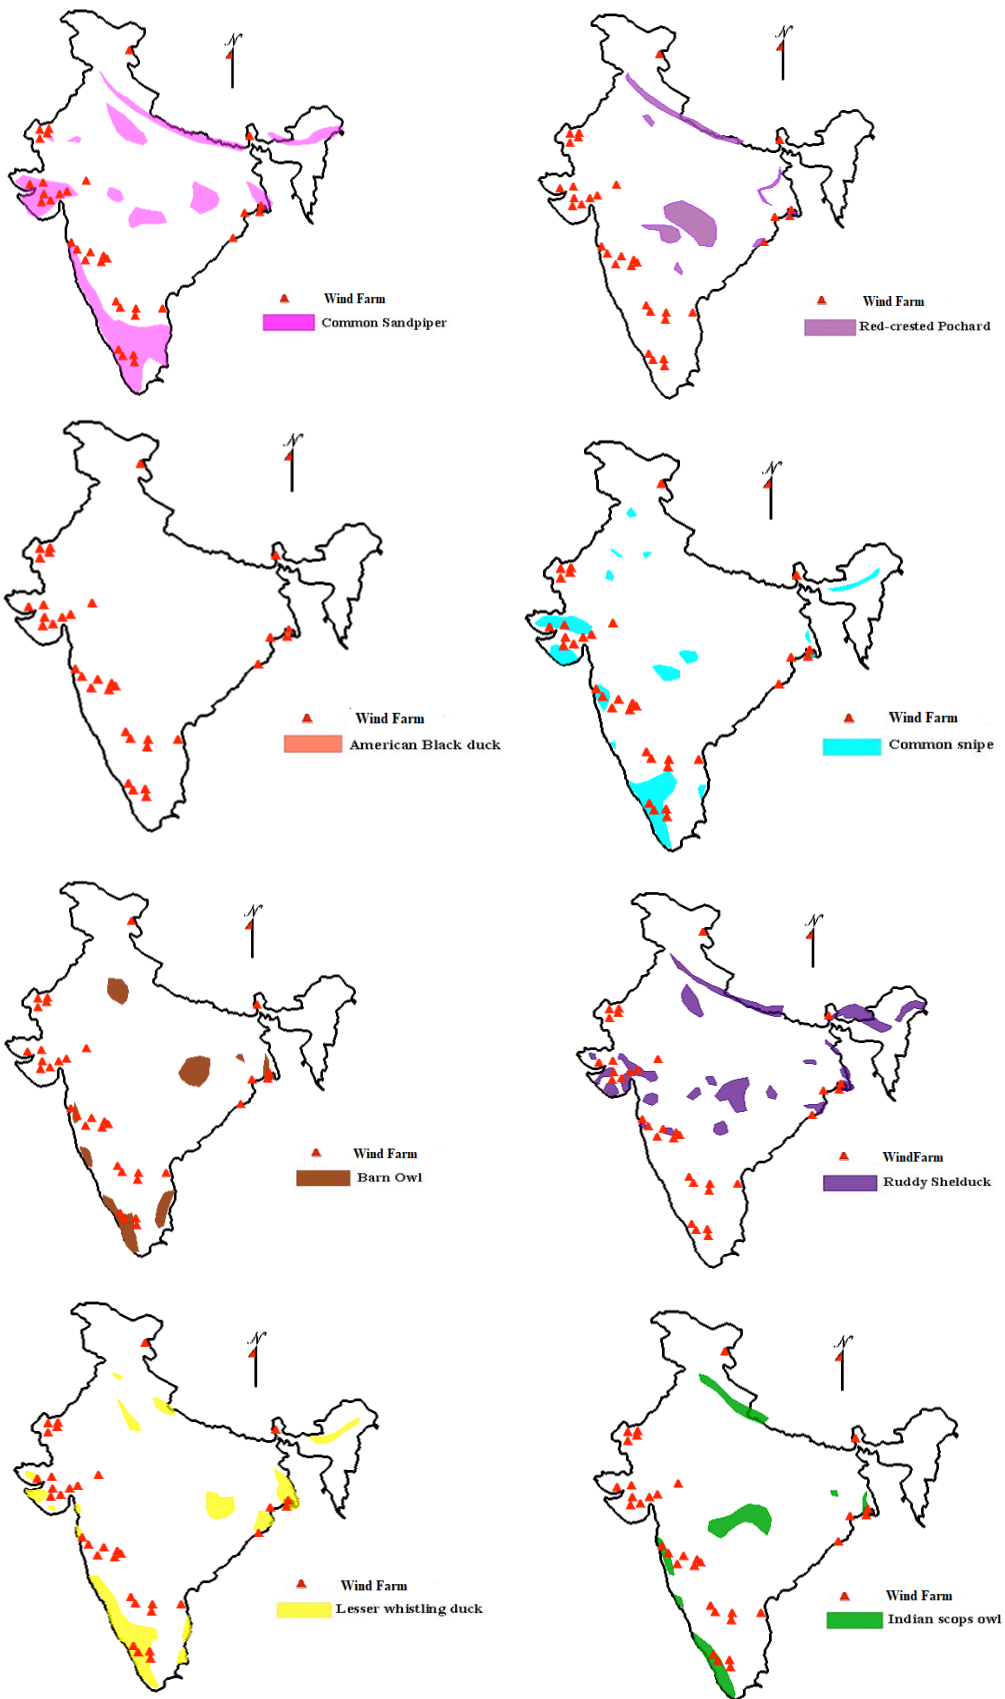 N
N
Wind Farm
Common Sandpiper
Wind Farm
Red-crested Pochard
N
N
Wind Farm
American Black duck
Wind Farm
Common snipe
N
N
Wind Farm
Barn Owl
WindFarm
Ruddy Shelduck
N
N
Wind Farm
Lesser whistling duck
Wind Farm
Indian scops owl